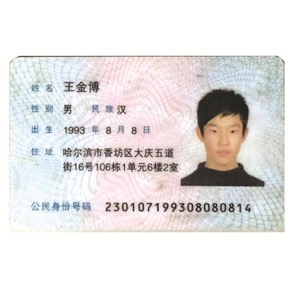 姓名 王金博
性别 男 民族 汉
出生 1993 年 8 月 8 日
住址 哈尔滨市香坊区大庆五道
街16号106栋1单元6楼2室
公民身份号码 230107199308080814